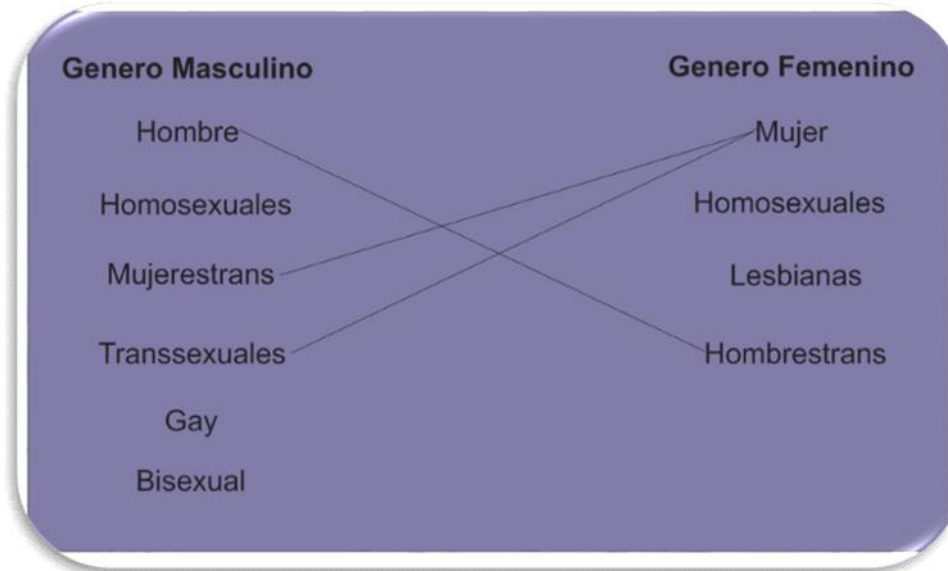 Genero Masculino
Hombre
Homosexuales
Mujerestrans
Transsexuales
Gay
Bisexual
Genero Femenino
Mujer
Homosexuales
Lesbianas
Hombrestrans